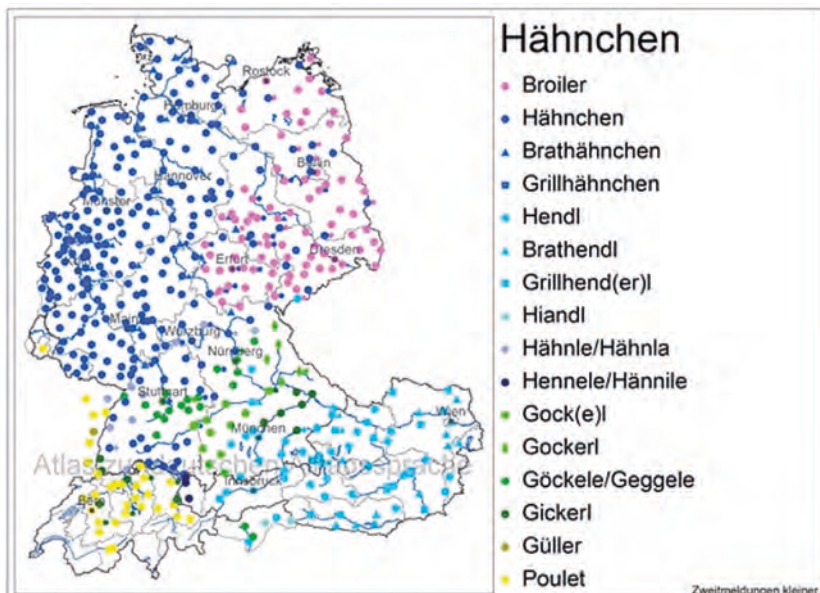 Hähnchen
Broiler
Hähnchen
Brathähnchen
Grillhähnchen
Hendl
Brathendl
Grillhend(er)l
Hiandl
Hähnle/Hähnla
Hennele/Hännile
Gock(e)l
Gockerl
Göckele/Geggele
Gickerl
Güller
Poulet
Zweitmeldungen kleiner
Rostock
Hamburg
Berlin
Hannover
Münster
Erfurt
Dresden
Main
Würzburg
Nürnberg
Stuttgart
München
Wien
Atlas zur deutschen Alltagssprache
Innsbruck